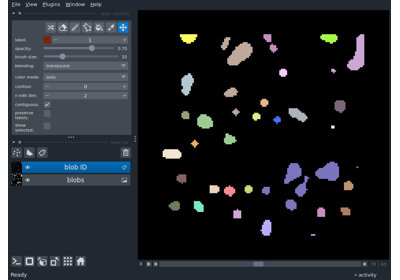 File View Plugins Window Help
label: 1
opacity: 0.70
brush size: 10
blending: translucent
color mode: auto
contour: 0
n edit dim: 2
contiguous: ✓
preserve labels:
show selected:
blob ID
blobs
Ready
activity